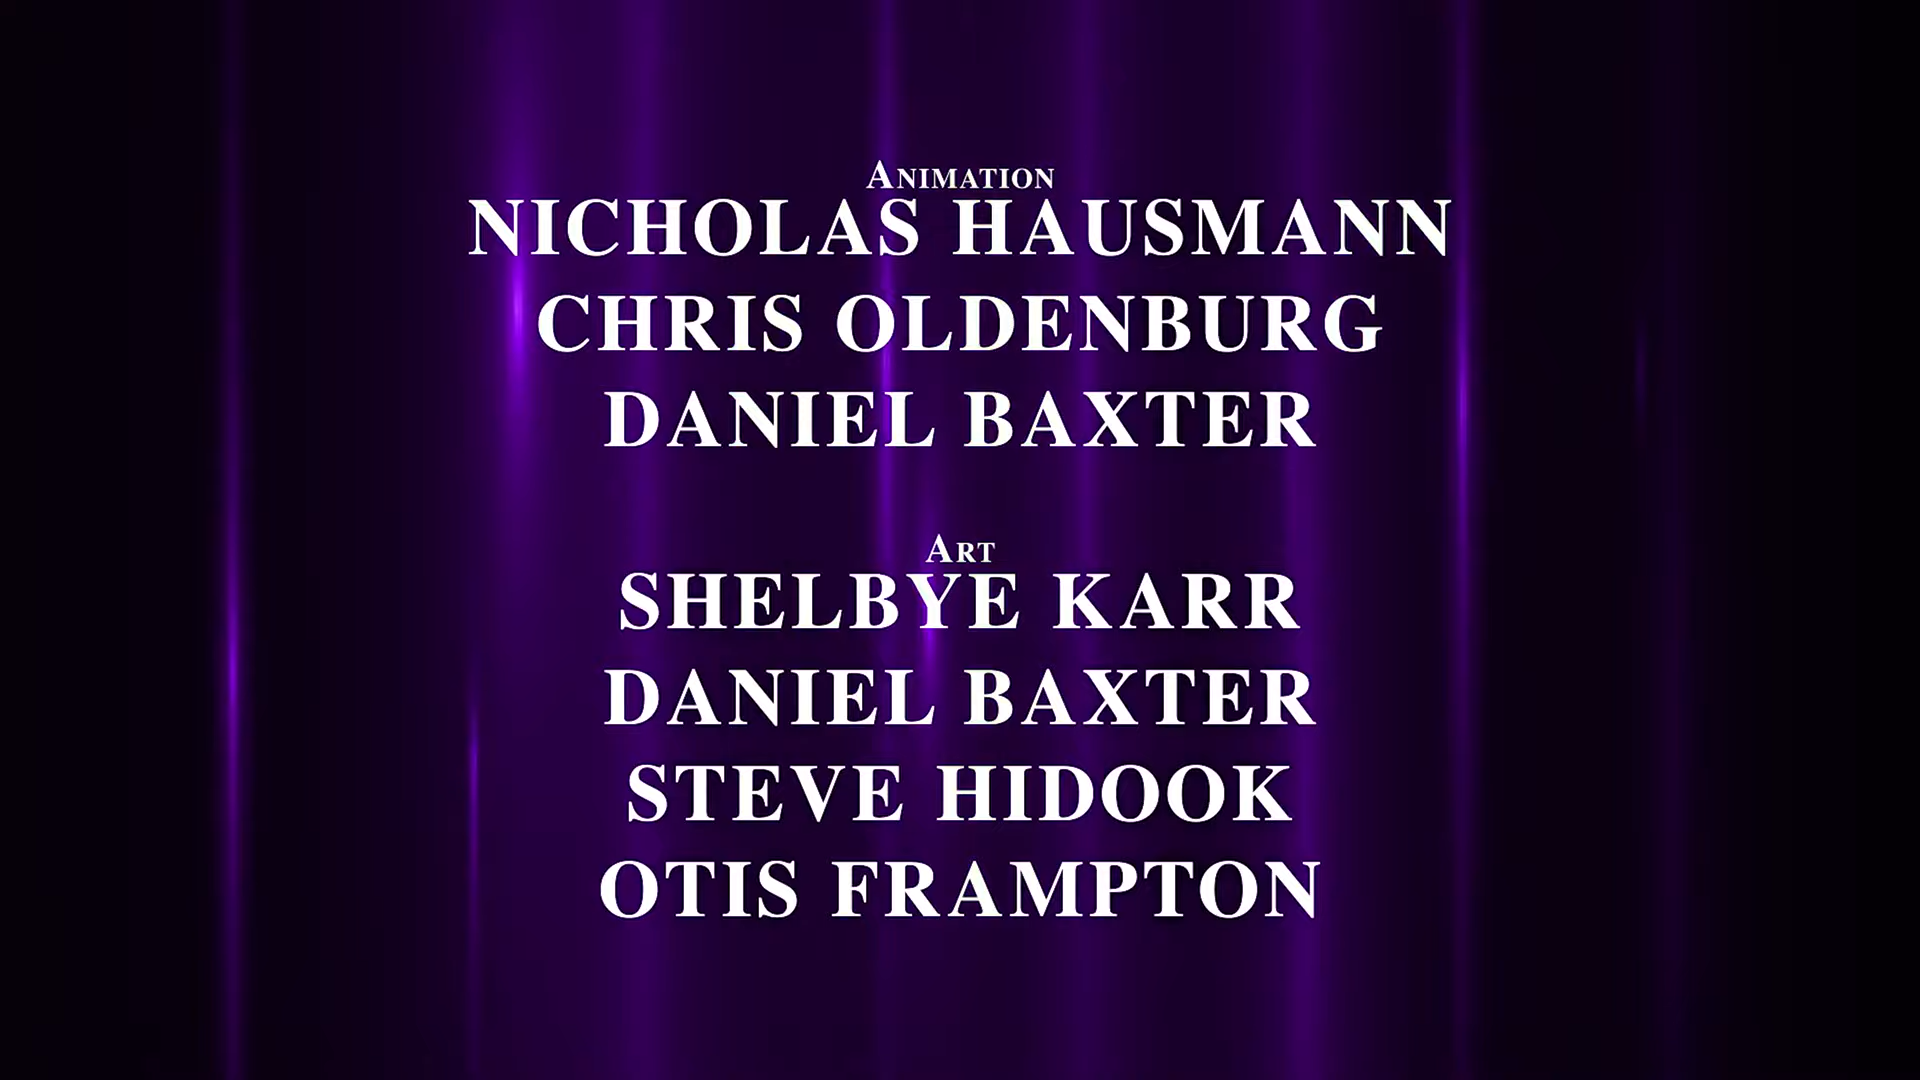 Animation
NICHOLAS HAUSMANN
CHRIS OLDENBURG
DANIEL BAXTER
Art
SHELBYE KARR
DANIEL BAXTER
STEVE HIDOOK
OTIS FRAMPTON